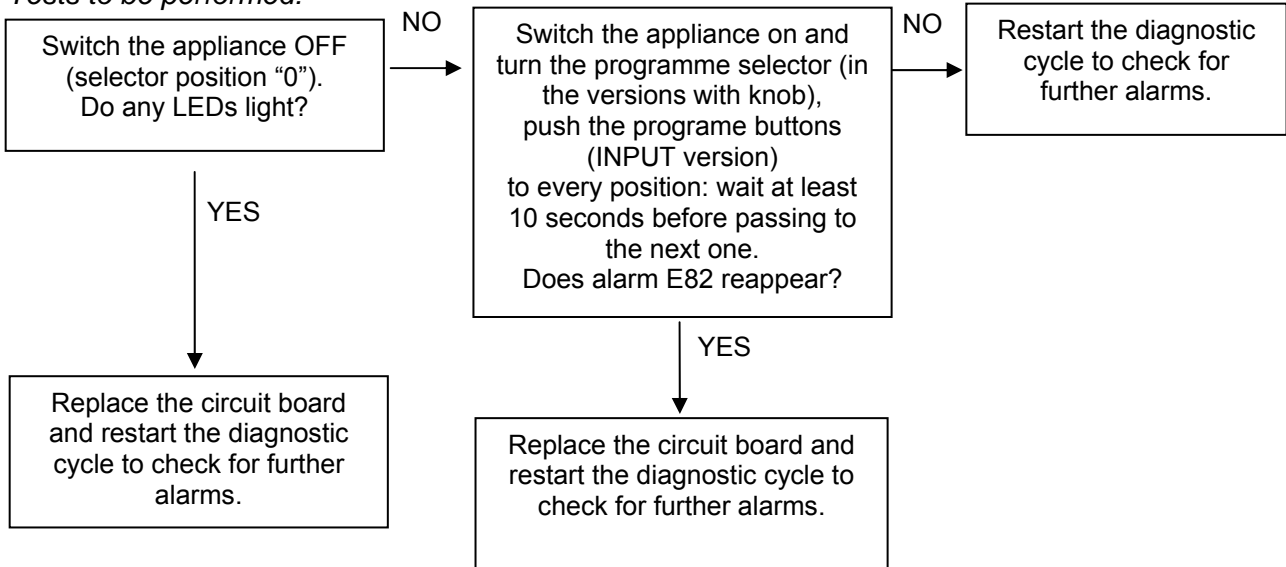 Tests to be performed:
Switch the appliance OFF
(selector position “0”).
Do any LEDs light?
NO
Switch the appliance on and
turn the programme selector (in
the versions with knob),
push the programe buttons
(INPUT version)
to every position: wait at least
10 seconds before passing to
the next one.
Does alarm E82 reappear?
NO
Restart the diagnostic
cycle to check for
further alarms.
YES
YES
Replace the circuit board
and restart the diagnostic
cycle to check for further
alarms.
Replace the circuit board and
restart the diagnostic cycle to
check for further alarms.